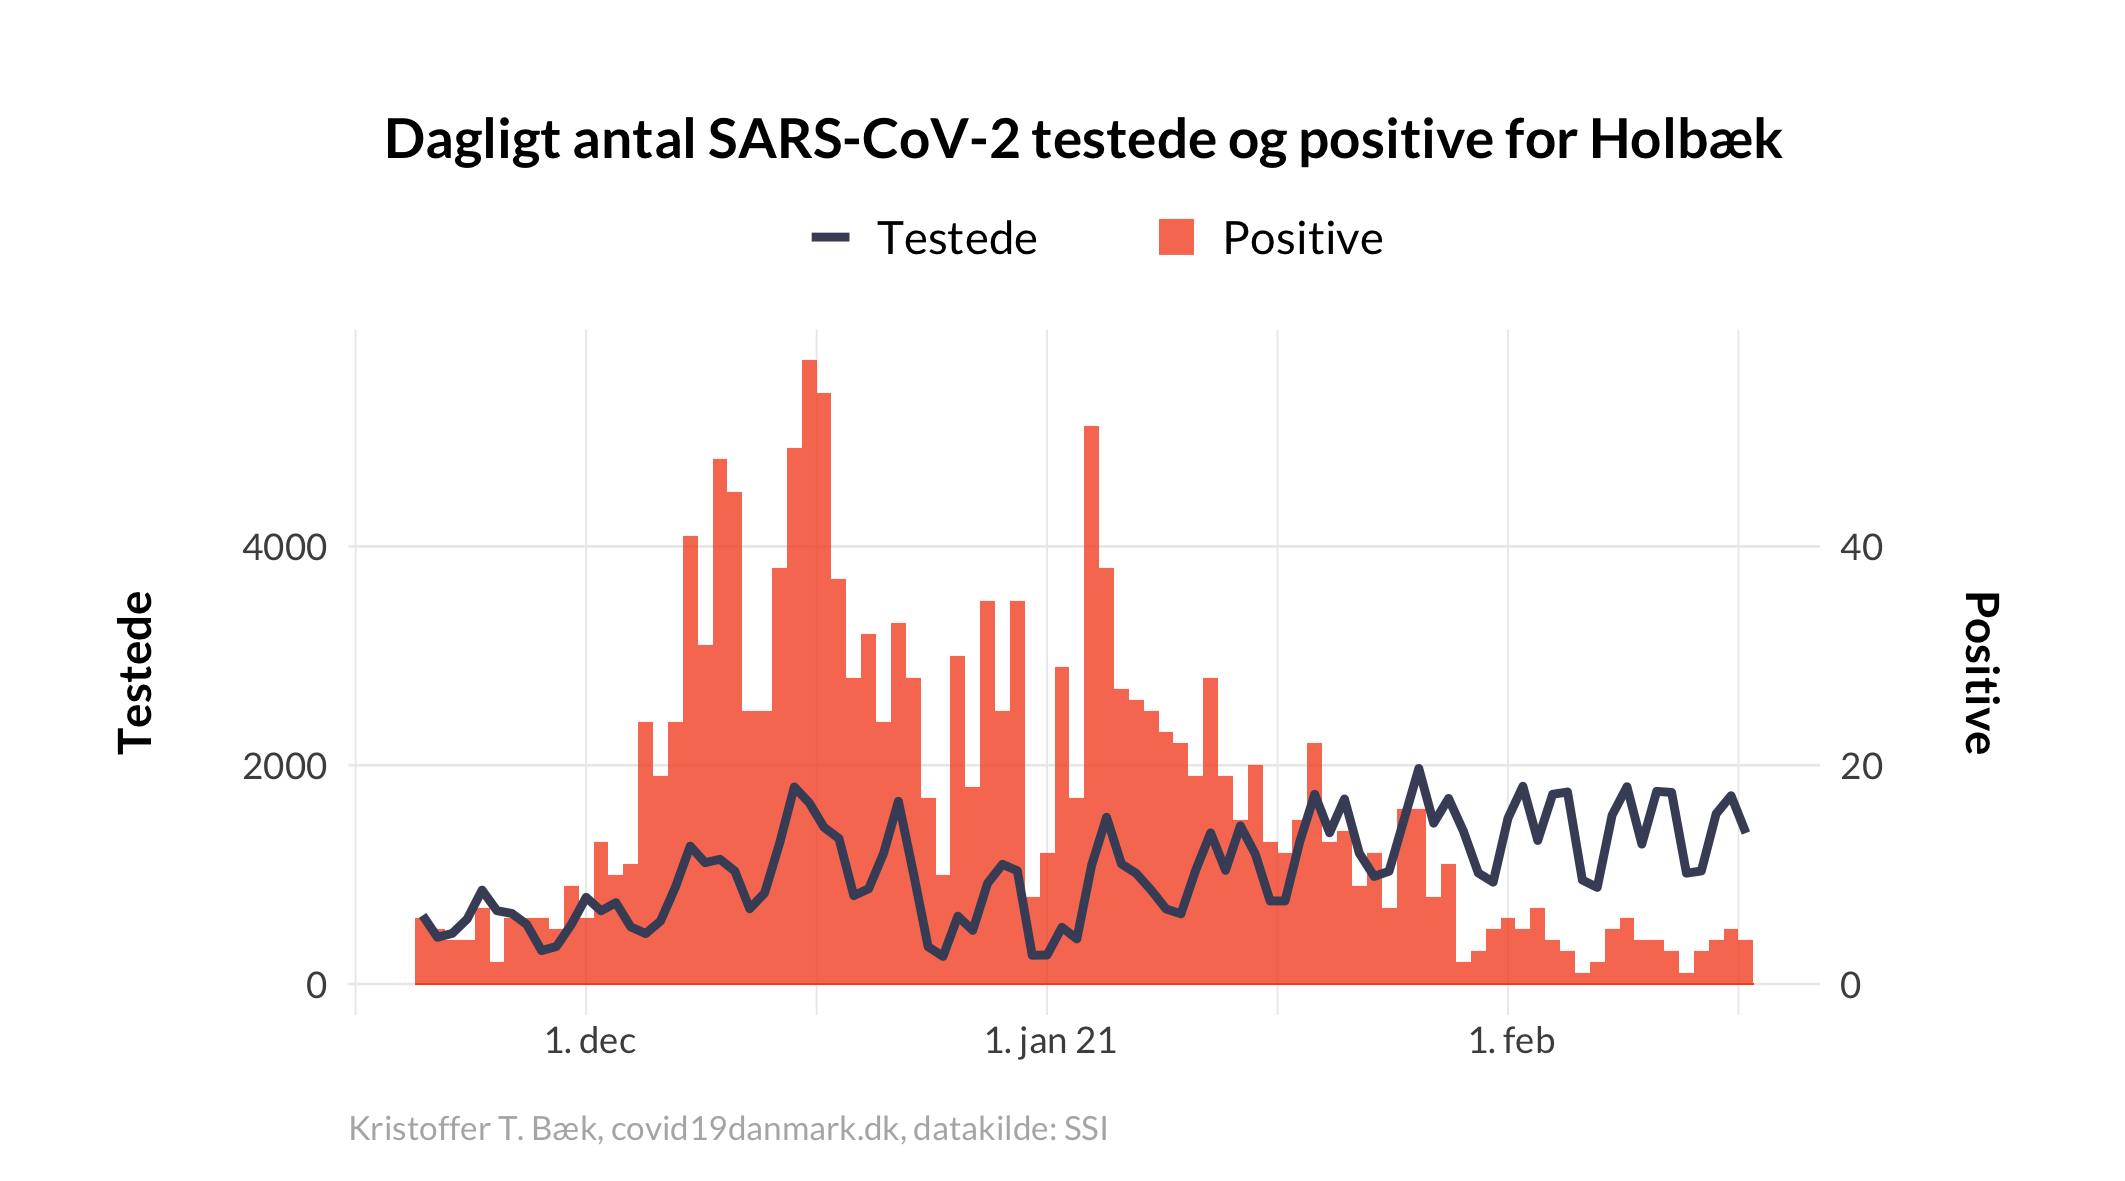 Dagligt antal SARS-CoV-2 testede og positive for Holbæk
Testede
Positive
4000
2000
0
Testede
40
20
0
Positive
1. dec
1. jan 21
1. feb
Kristoffer T. Bæk, covid19danmark.dk, datakilde: SSI